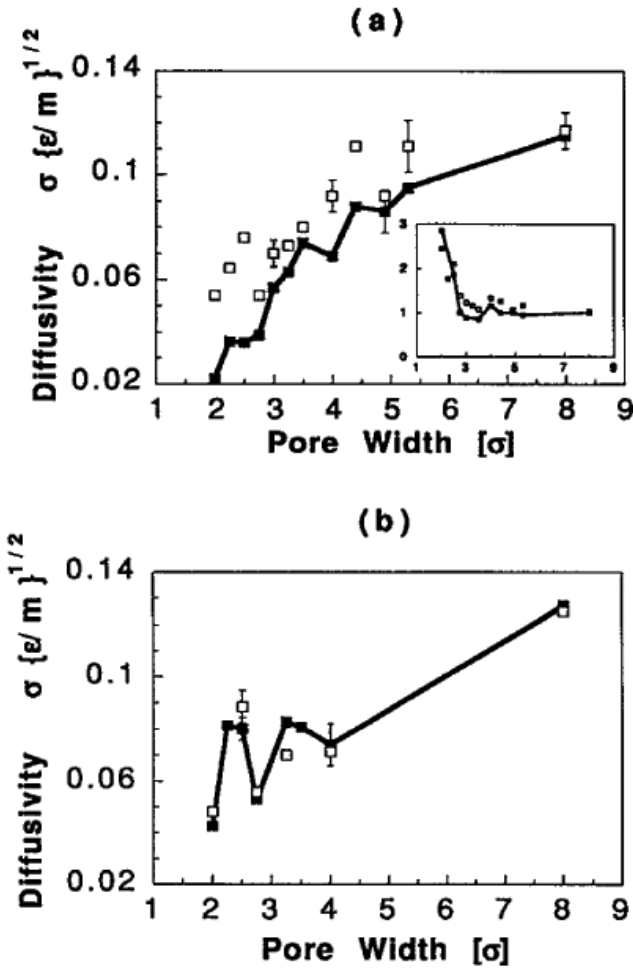 (a)
Diffusivity σ {ε/m}^1/2
0.14
0.1
0.06
0.02
1 2 3 4 5 6 7 8 9
Pore Width [σ]
3
2
1
0
1 3 5 7 9
(b)
Diffusivity σ {ε/m}^1/2
0.14
0.1
0.06
0.02
1 2 3 4 5 6 7 8 9
Pore Width [σ]